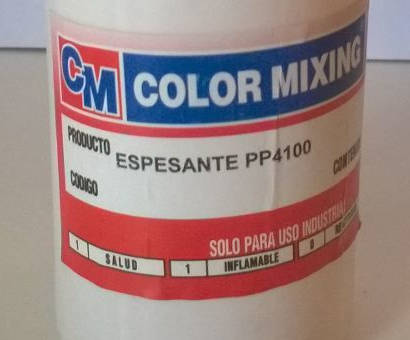 CM COLOR MIXING
PRODUCTO ESPESANTE PP4100
CODIGO
SOLO PARA USO INDUSTRIAL
1 SALUD 1 INFLAMABLE 0